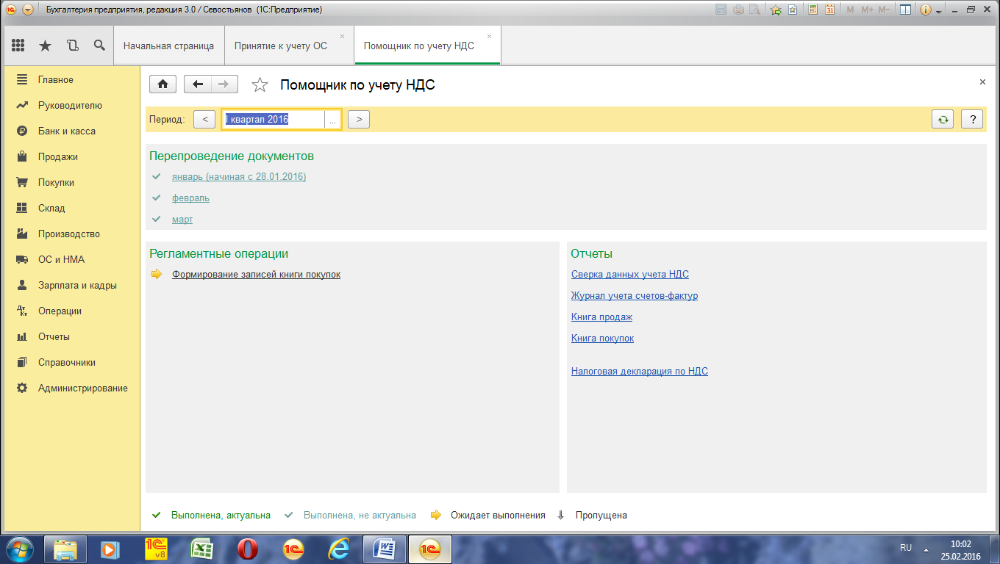 Бухгалтерия предприятия, редакция 3.0 / Севостьянов (1С:Предприятие)
31 M M+ M-
Начальная страница
Принятие к учету ОС
Помощник по учету НДС
Главное
Руководителю
Банк и касса
Продажи
Покупки
Склад
Производство
ОС и НМА
Зарплата и кадры
Дт Кт Операции
Отчеты
Справочники
Администрирование
Помощник по учету НДС
Период: < I квартал 2016 ... > ?
Перепроведение документов
январь (начиная с 28.01.2016)
февраль
март
Регламентные операции
Формирование записей книги покупок
Отчеты
Сверка данных учета НДС
Журнал учета счетов-фактур
Книга продаж
Книга покупок
Налоговая декларация по НДС
Выполнена, актуальна Выполнена, не актуальна Ожидает выполнения Пропущена
1С v8
RU
10:02
25.02.2016